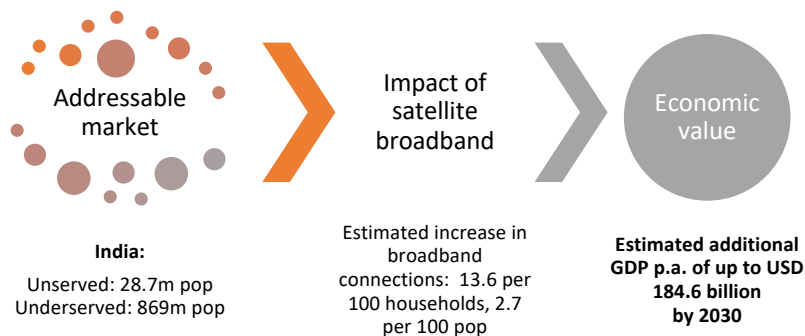 Addressable
market
Impact of
satellite
broadband
Economic
value
India:
Unserved: 28.7m pop
Underserved: 869m pop
Estimated increase in
broadband
connections:  13.6 per
100 households, 2.7
per 100 pop
Estimated additional
GDP p.a. of up to USD
184.6 billion
by 2030